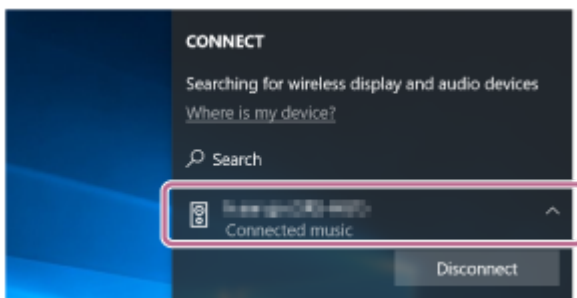 CONNECT
Searching for wireless display and audio devices
Where is my device?
Search
Connected music
Disconnect